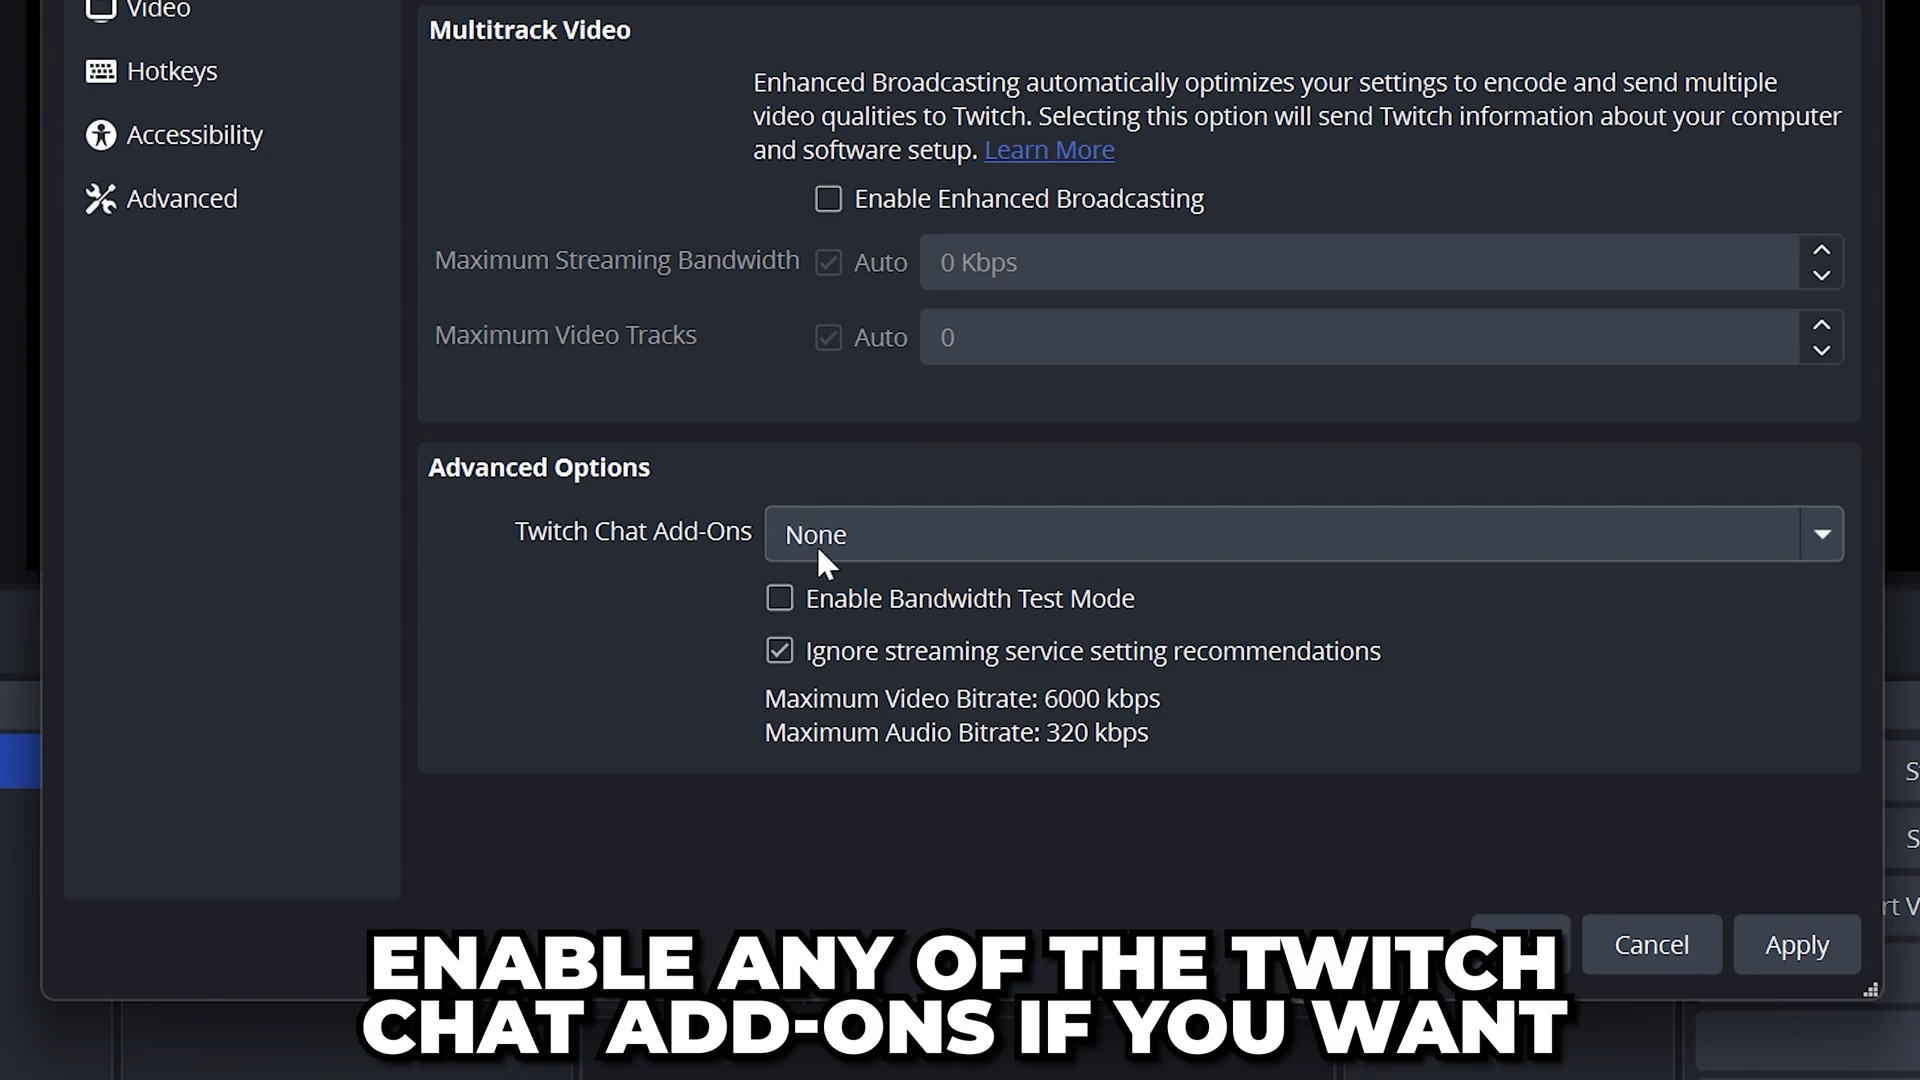 Video
Hotkeys
Accessibility
Advanced
Multitrack Video
Enhanced Broadcasting automatically optimizes your settings to encode and send multiple
video qualities to Twitch. Selecting this option will send Twitch information about your computer
and software setup. Learn More
Enable Enhanced Broadcasting
Maximum Streaming Bandwidth Auto 0 Kbps
Maximum Video Tracks Auto 0
Advanced Options
Twitch Chat Add-Ons None
Enable Bandwidth Test Mode
Ignore streaming service setting recommendations
Maximum Video Bitrate: 6000 kbps
Maximum Audio Bitrate: 320 kbps
Cancel Apply
ENABLE ANY OF THE TWITCH
CHAT ADD-ONS IF YOU WANT